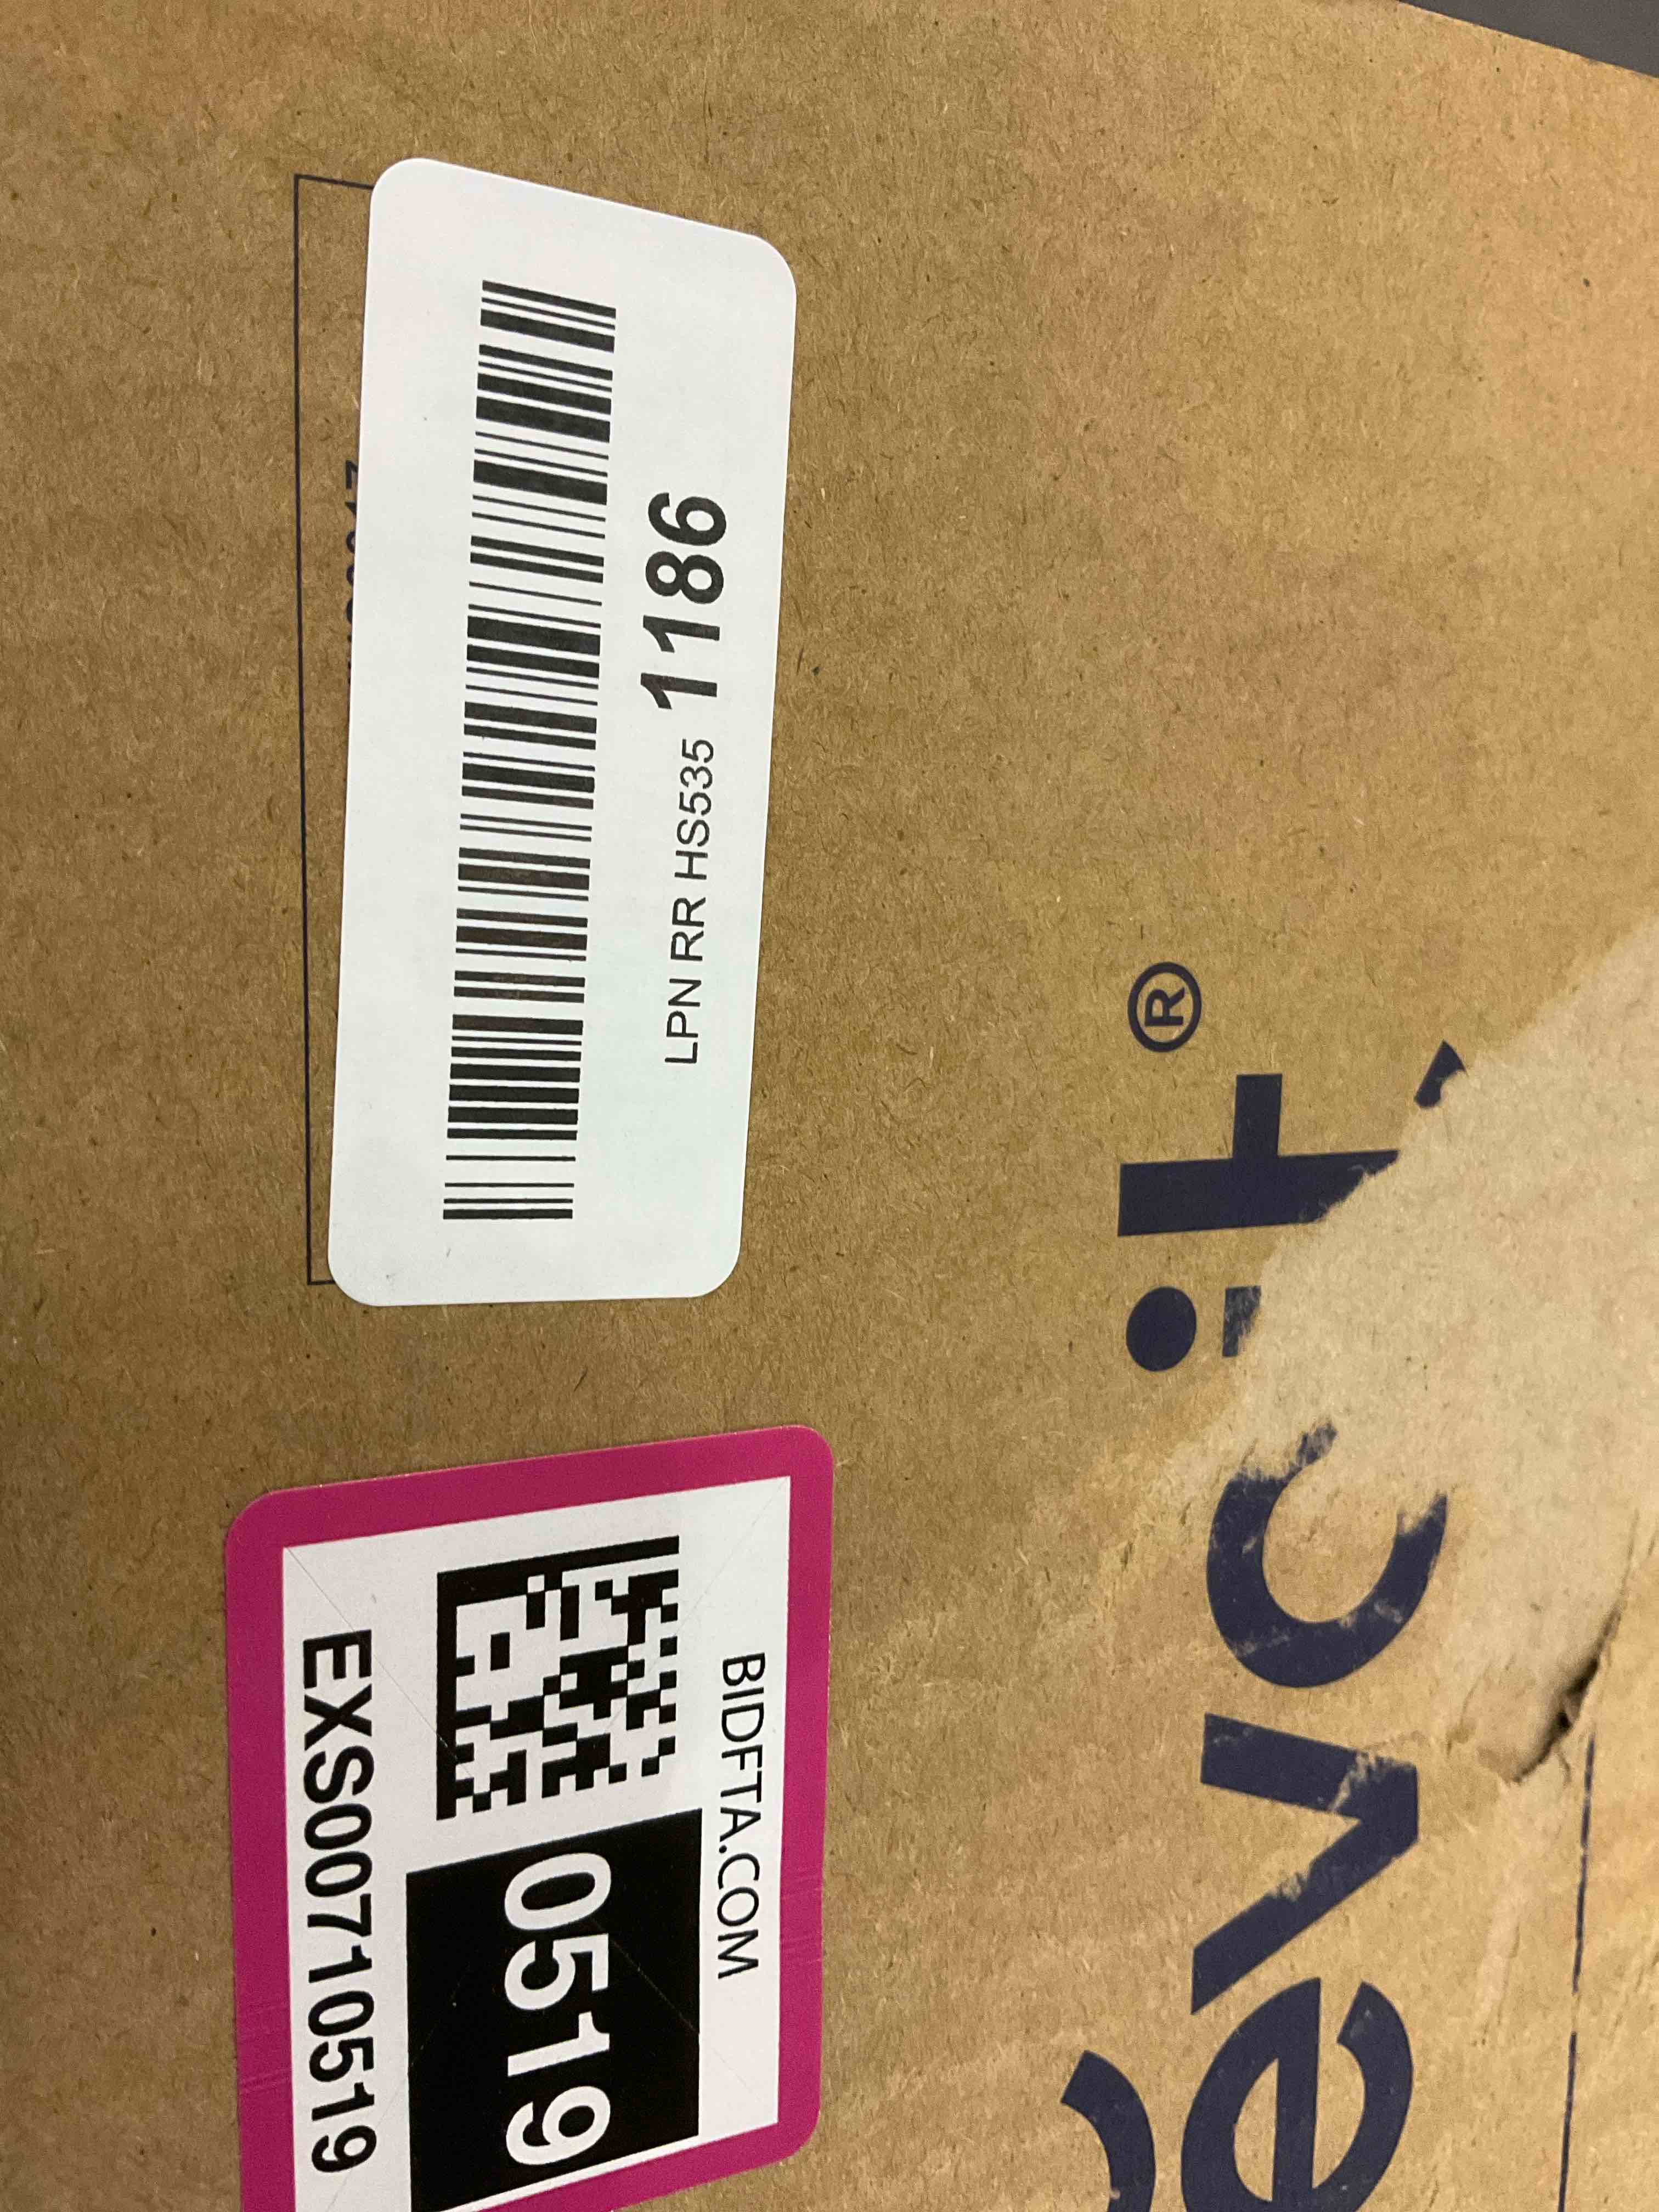 LPN RR HS535 1186
BIDFTA.COM
0519
EXS00710519
®